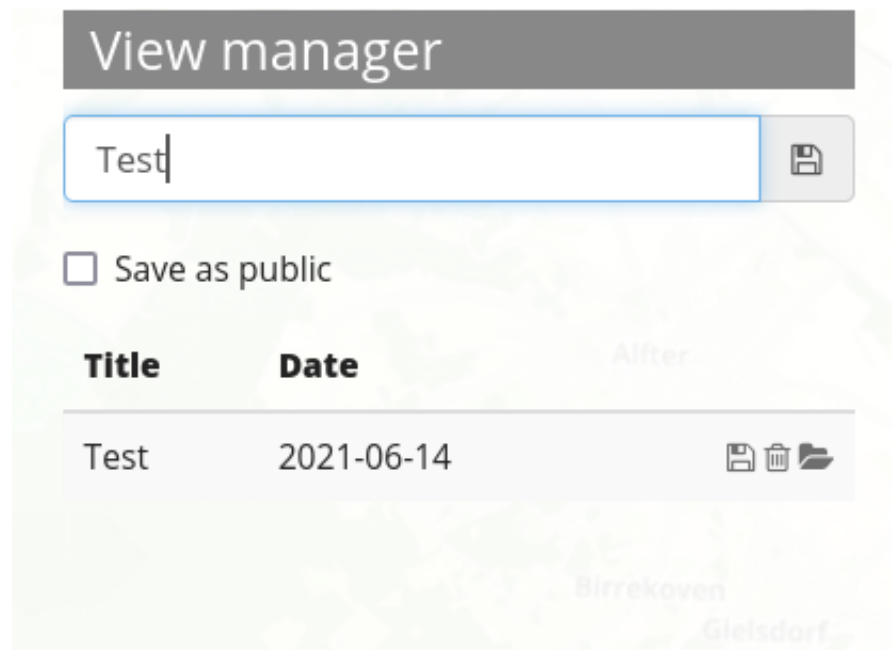 View manager
Test
Save as public
Alfter
Title Date
Test 2021-06-14
Birrekoven
Gielsdorf